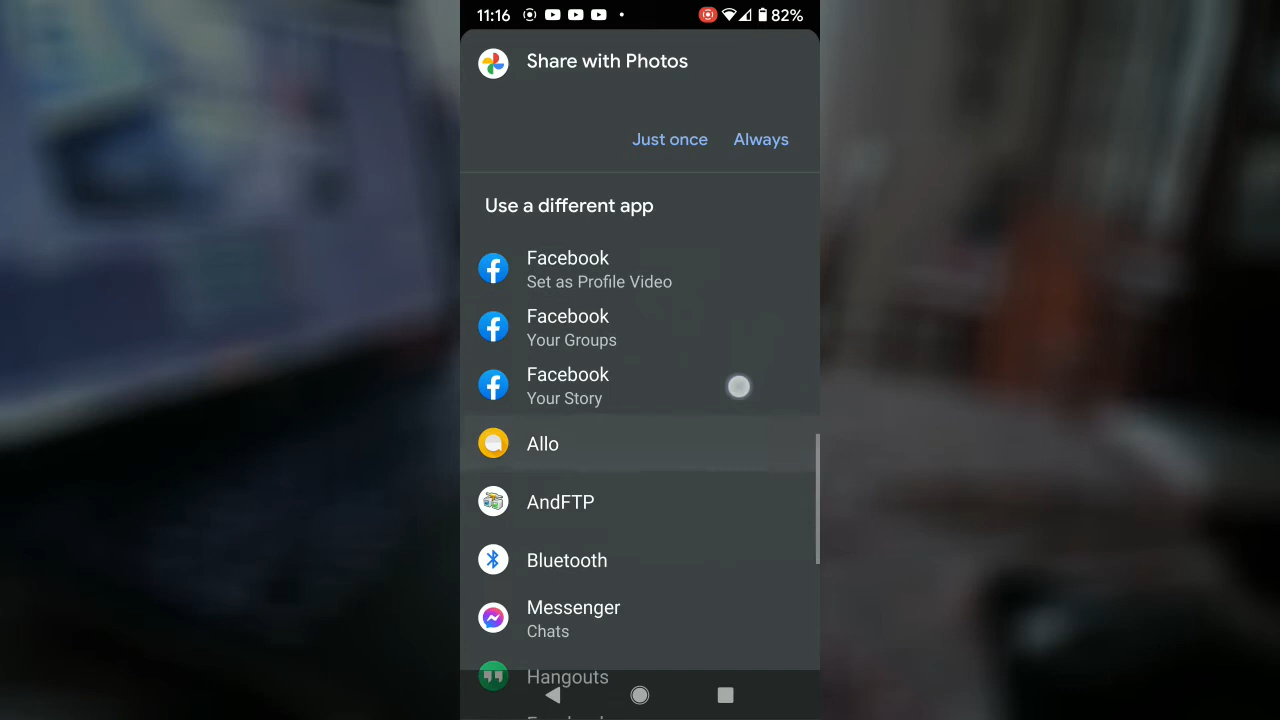 11:16
82%
Share with Photos
Just once Always
Use a different app
Facebook
Set as Profile Video
Facebook
Your Groups
Facebook
Your Story
Allo
AndFTP
Bluetooth
Messenger
Chats
Hangouts